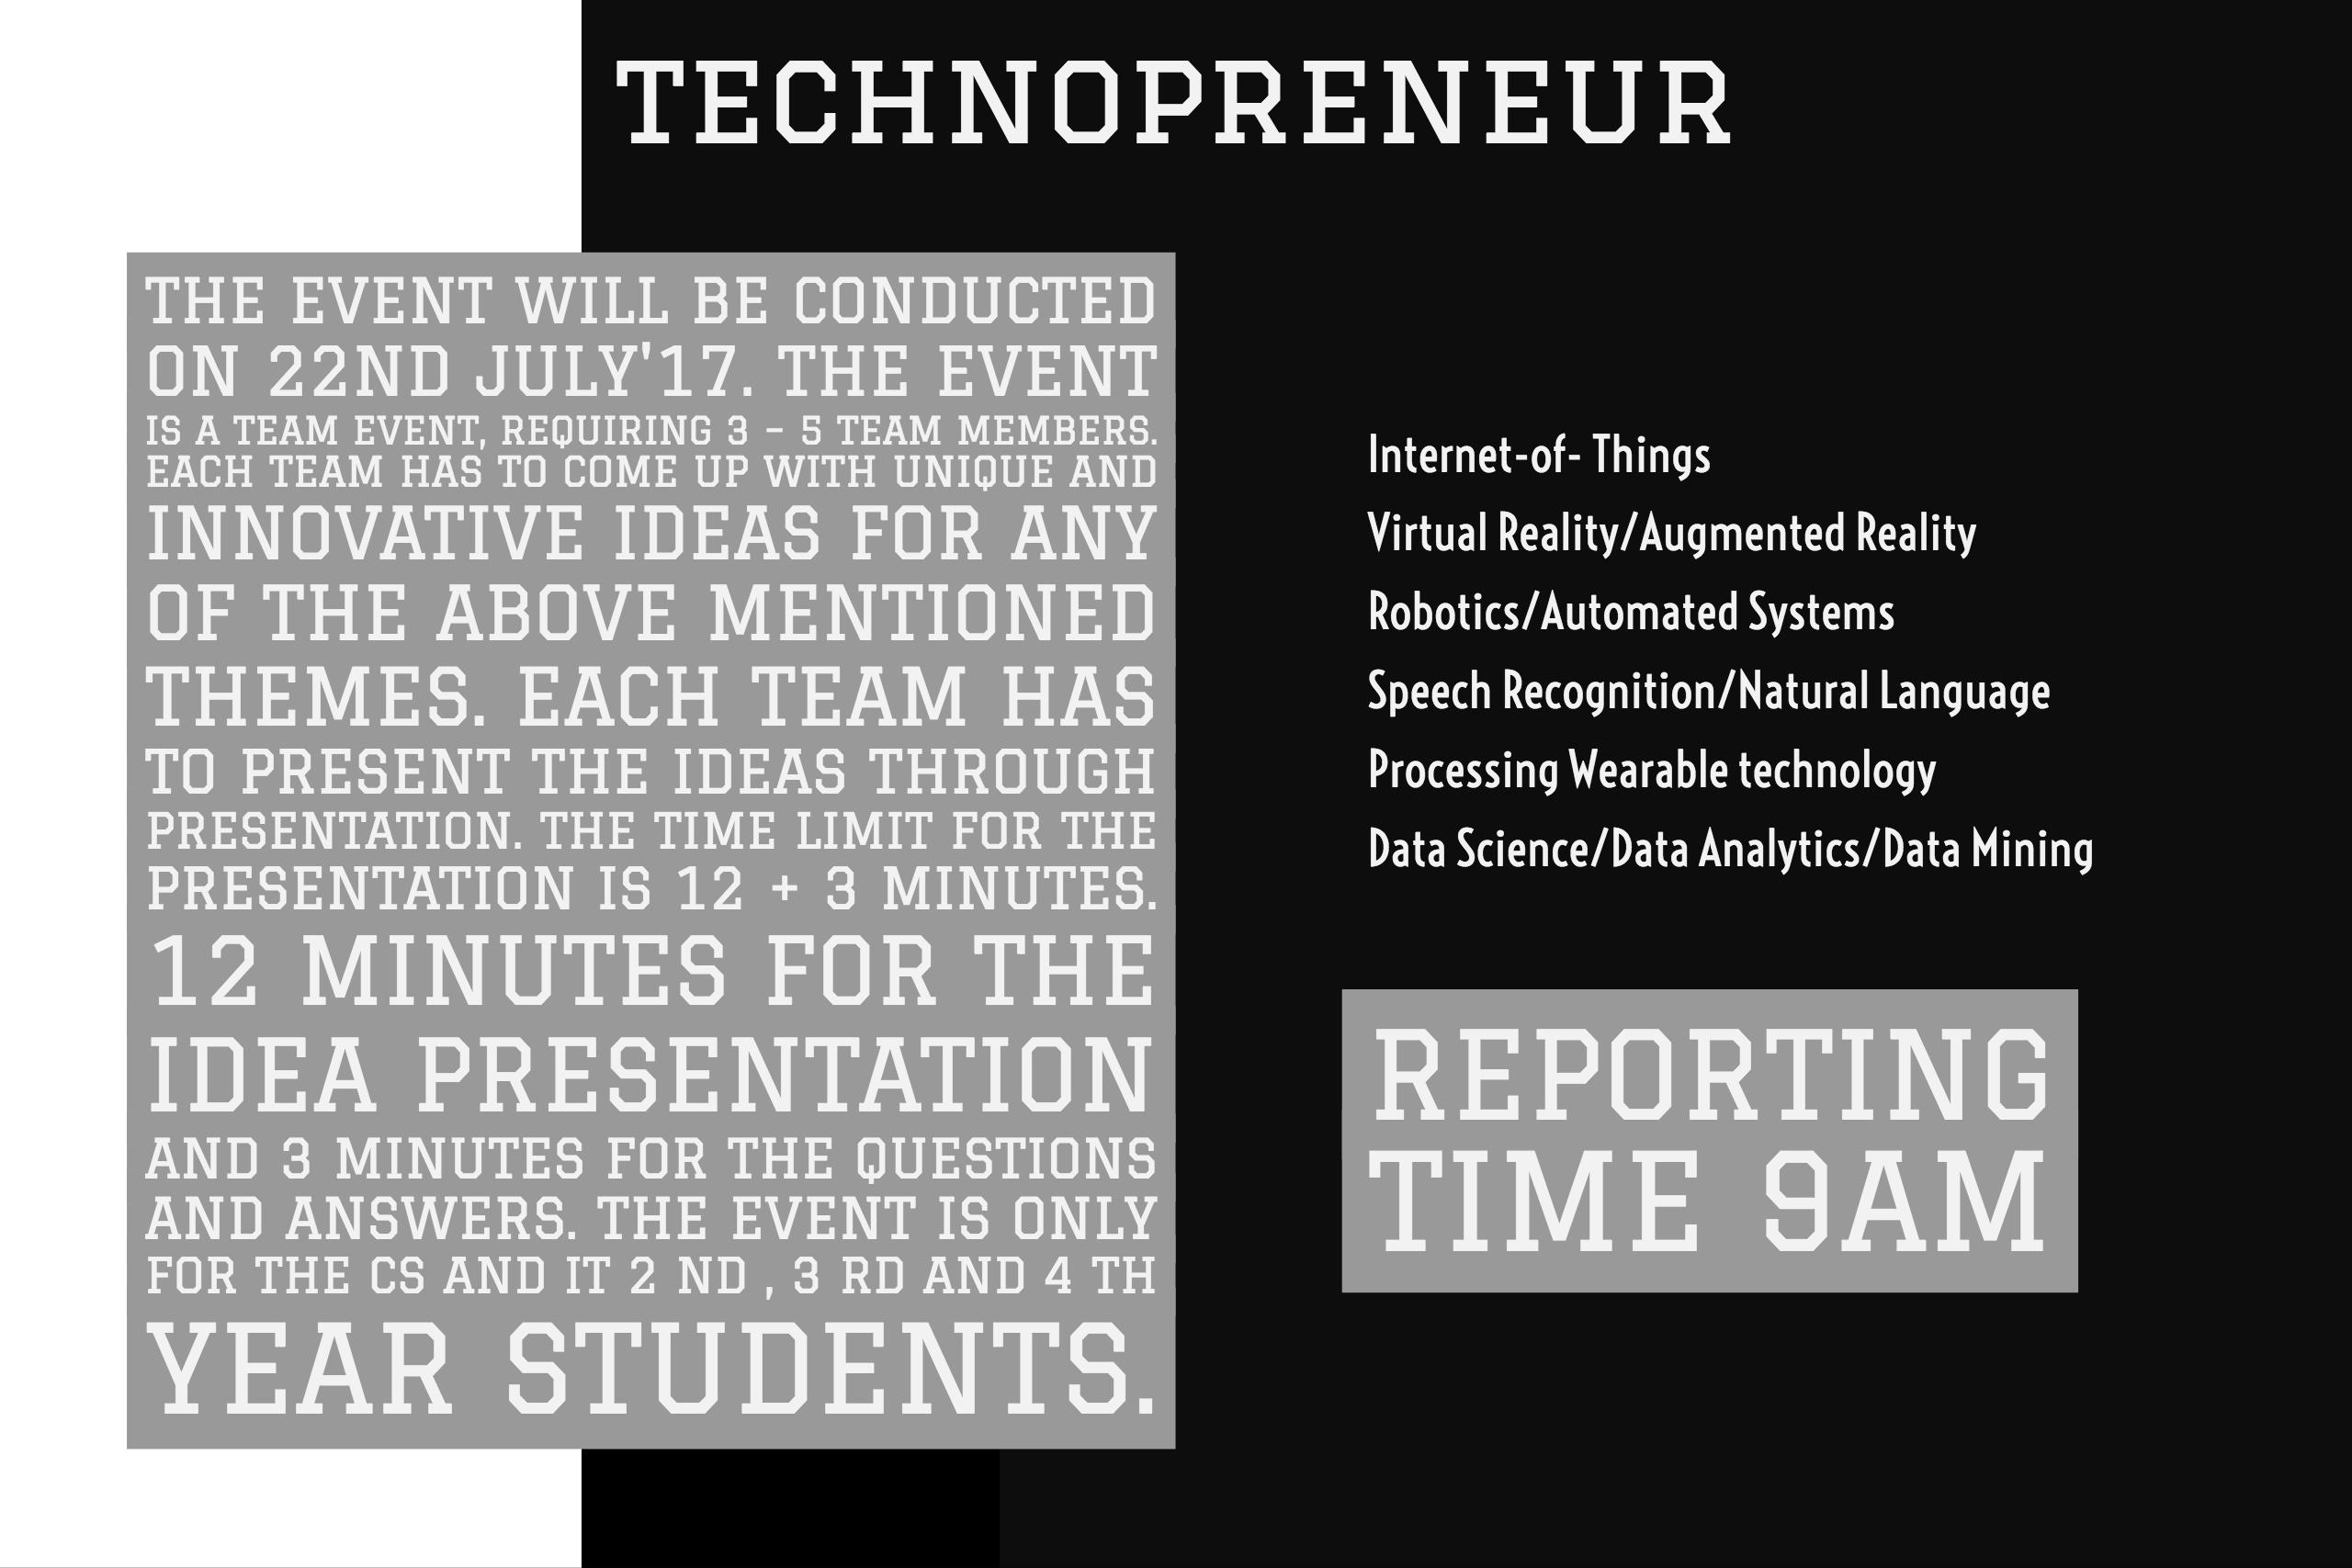 TECHNOPRENEUR
THE EVENT WILL BE CONDUCTED
ON 22ND JULY'17. THE EVENT
IS A TEAM EVENT, REQUIRING 3 - 5 TEAM MEMBERS.
EACH TEAM HAS TO COME UP WITH UNIQUE AND
INNOVATIVE IDEAS FOR ANY
OF THE ABOVE MENTIONED
THEMES. EACH TEAM HAS
TO PRESENT THE IDEA THROUGH
PRESENTATION. THE TIME LIMIT FOR THE
PRESENTATION IS 12 + 3 MINUTES.
12 MINUTES FOR THE
IDEA PRESENTATION
AND 3 MINUTES FOR THE QUESTIONS
AND ANSWERS. THE EVENT IS ONLY
FOR THE CS AND IT 2 ND , 3 RD AND 4 TH
YEAR STUDENTS.
Internet-of- Things
Virtual Reality/Augmented Reality
Robotics/Automated Systems
Speech Recognition/Natural Language
Processing Wearable technology
Data Science/Data Analytics/Data Mining
REPORTING
TIME 9AM